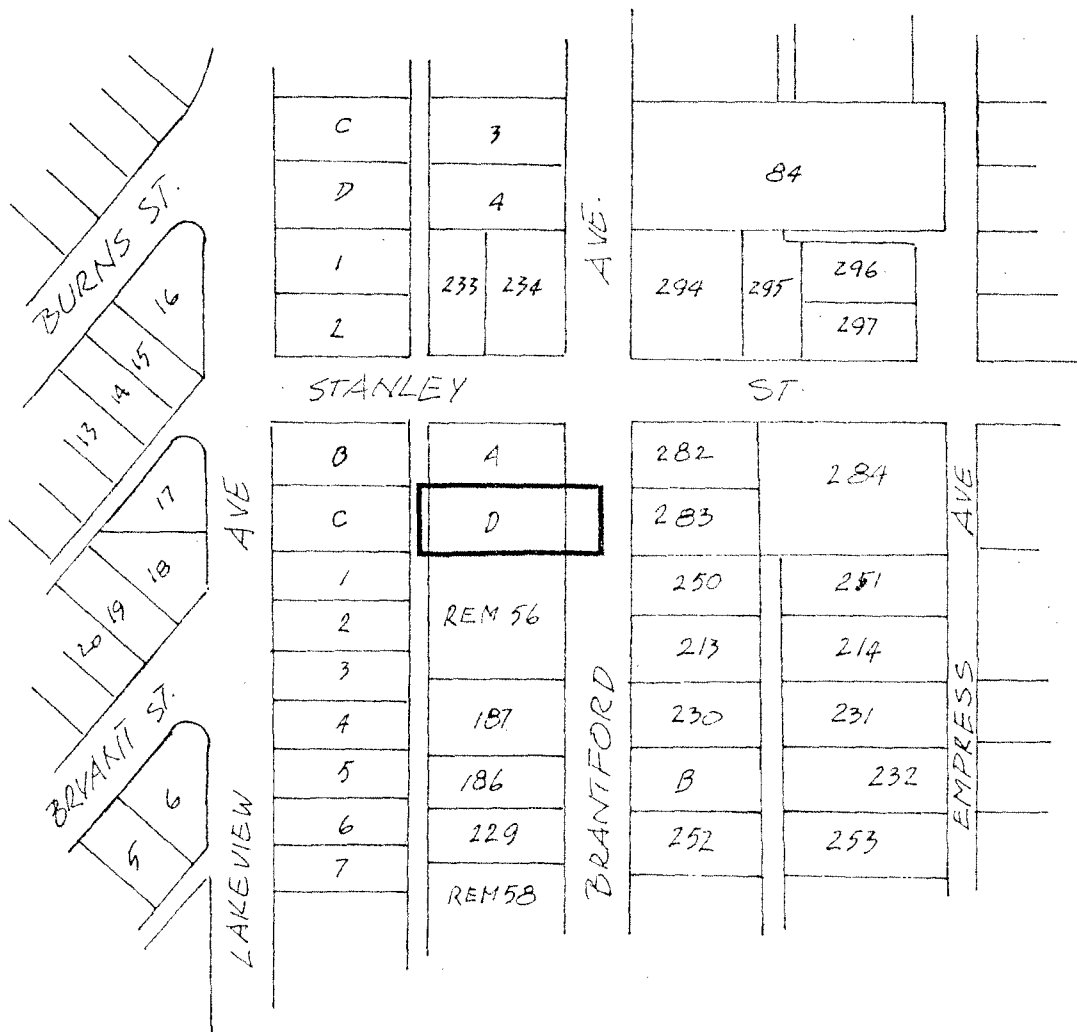 C
3
D
4
84
BURNS ST.
AVE.
1
233
234
294
295
296
297
2
16
15
14
13
STANLEY ST.
17
18
19
20
AVE
B
A
282
284
AVE
C
D
283
1
REM 56
250
251
2
213
214
3
4
187
230
231
5
186
B
232
6
229
252
253
7
REM 58
BRYANT ST.
6
5
LAKEVIEW
BRANTFORD
EMPRESS